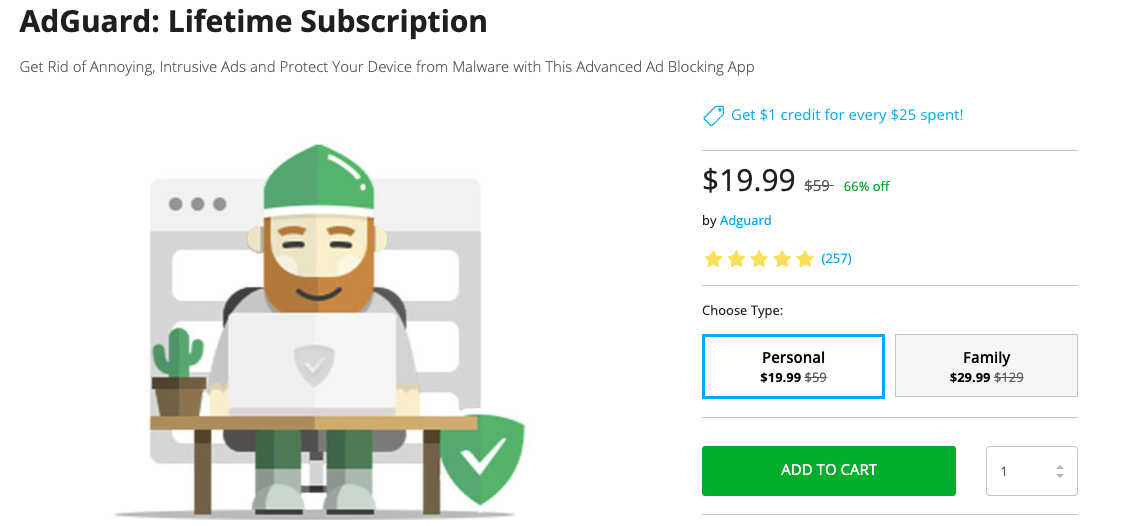 AdGuard: Lifetime Subscription
Get Rid of Annoying, Intrusive Ads and Protect Your Device from Malware with This Advanced Ad Blocking App
Get $1 credit for every $25 spent!
$19.99 $59 66% off
by Adguard
(257)
Choose Type:
Personal
$19.99 $59
Family
$29.99 $129
ADD TO CART
1